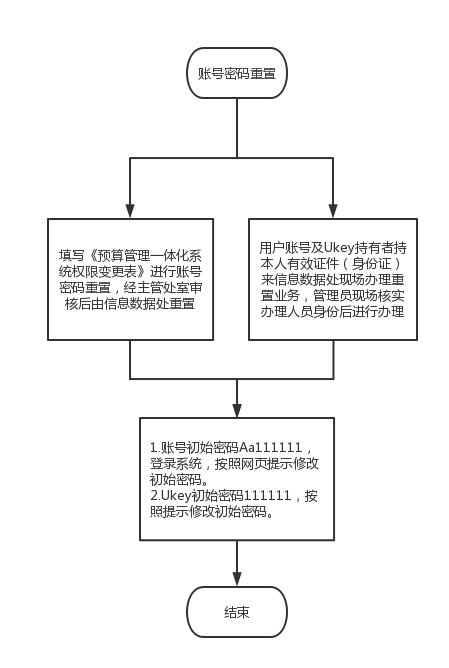 账号密码重置
填写《预算管理一体化系
统权限变更表》进行账号
密码重置，经主管处室审
核后由信息数据处重置
用户账号及Ukey持有者持
本人有效证件（身份证）
来信息数据处现场办理重
置业务，管理员现场核实
办理人员身份后进行办理
1.账号初始密码Aa111111，
登录系统，按照网页提示修改
初始密码。
2.Ukey初始密码111111，按
照提示修改初始密码。
结束